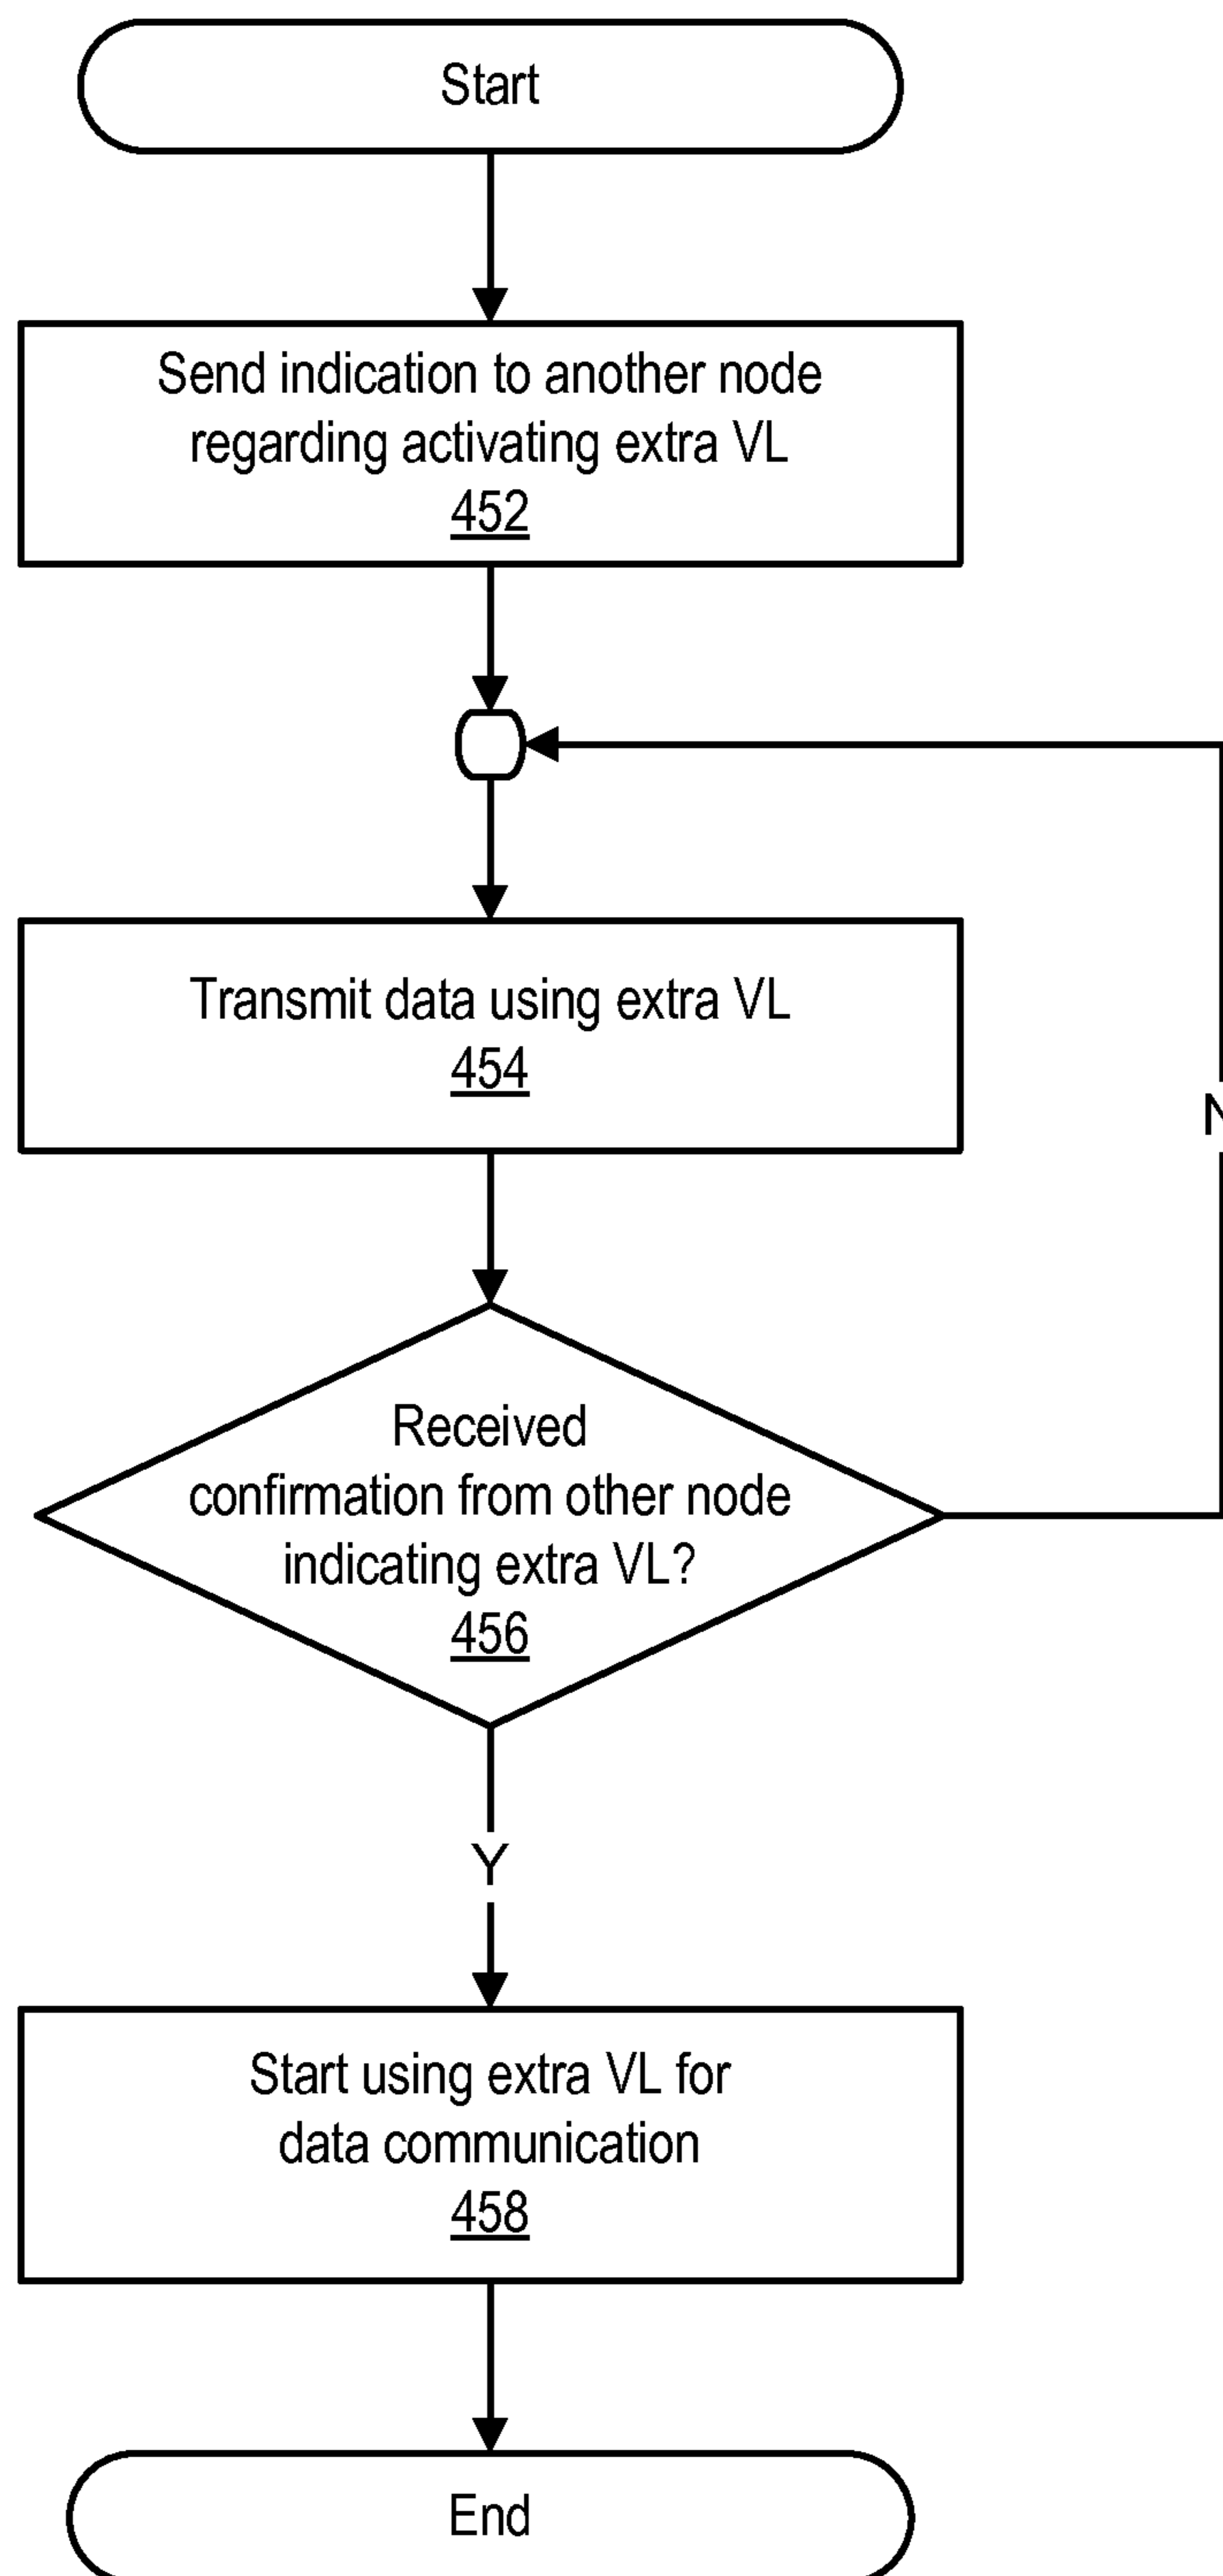 Start
Send indication to another node
regarding activating extra VL
452
Transmit data using extra VL
454
N
Received
confirmation from other node
indicating extra VL?
456
Y
Start using extra VL for
data communication
458
End